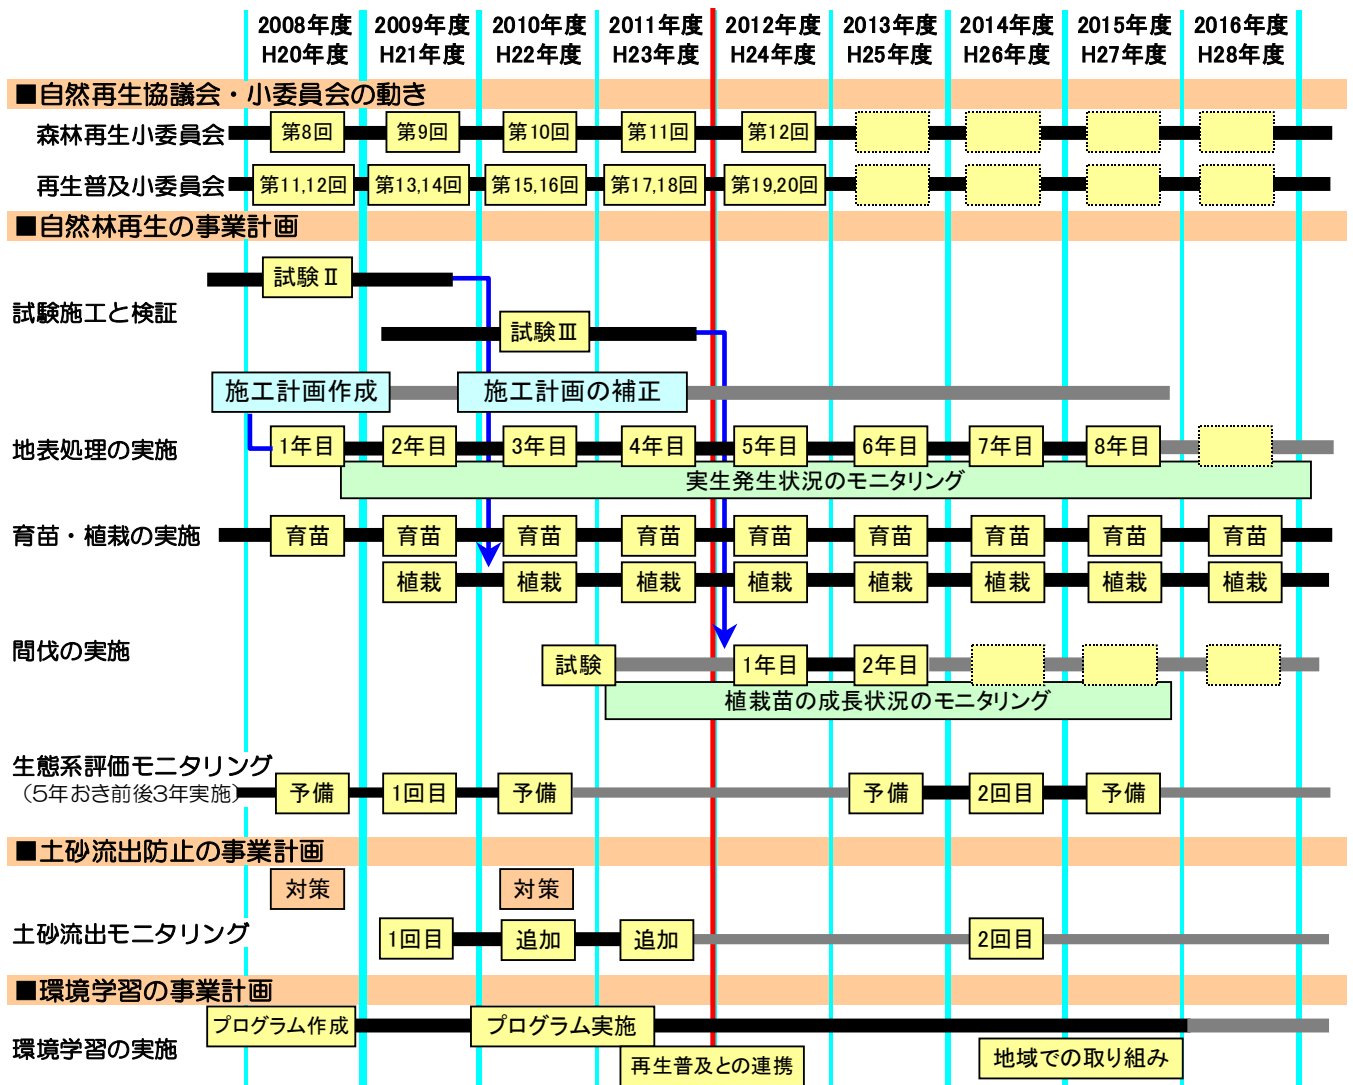 2008年度 2009年度 2010年度 2011年度 2012年度 2013年度 2014年度 2015年度 2016年度
H20年度 H21年度 H22年度 H23年度 H24年度 H25年度 H26年度 H27年度 H28年度
■自然再生協議会・小委員会の動き
森林再生小委員会 第8回 第9回 第10回 第11回 第12回
再生普及小委員会 第11,12回 第13,14回 第15,16回 第17,18回 第19,20回
■自然林再生の事業計画
試験Ⅱ
試験施工と検証
試験Ⅲ
施工計画作成 施工計画の補正
地表処理の実施 1年目 2年目 3年目 4年目 5年目 6年目 7年目 8年目
実生発生状況のモニタリング
育苗・植栽の実施 育苗 育苗 育苗 育苗 育苗 育苗 育苗 育苗 育苗
植栽 植栽 植栽 植栽 植栽 植栽 植栽 植栽
間伐の実施 試験 1年目 2年目
植栽苗の成長状況のモニタリング
生態系評価モニタリング
（5年おき前後3年実施） 予備 1回目 予備 予備 2回目 予備
■土砂流出防止の事業計画
対策 対策
土砂流出モニタリング 1回目 追加 追加 2回目
■環境学習の事業計画
プログラム作成 プログラム実施
環境学習の実施 再生普及との連携 地域での取り組み